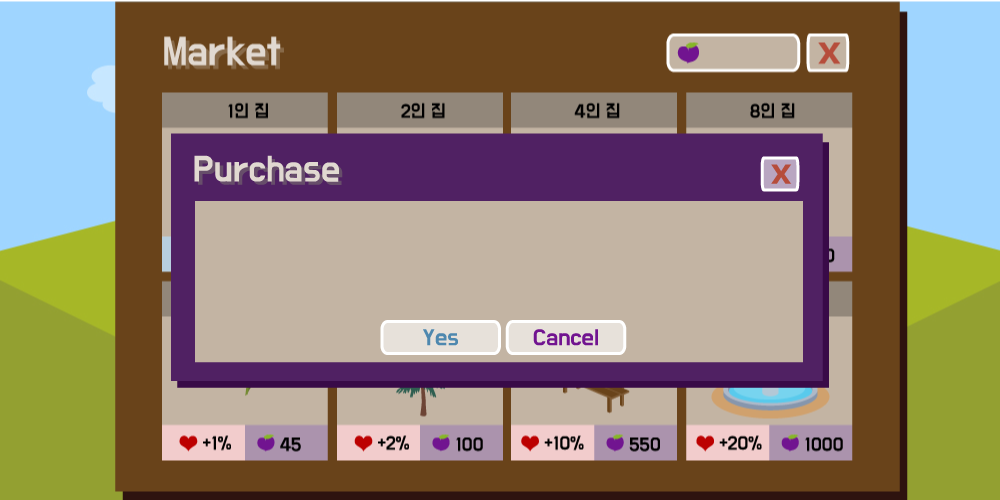 Market
X
1인 집
2인 집
4인 집
8인 집
Purchase
X
Yes
Cancel
+1%
45
+2%
100
+10%
550
+20%
1000